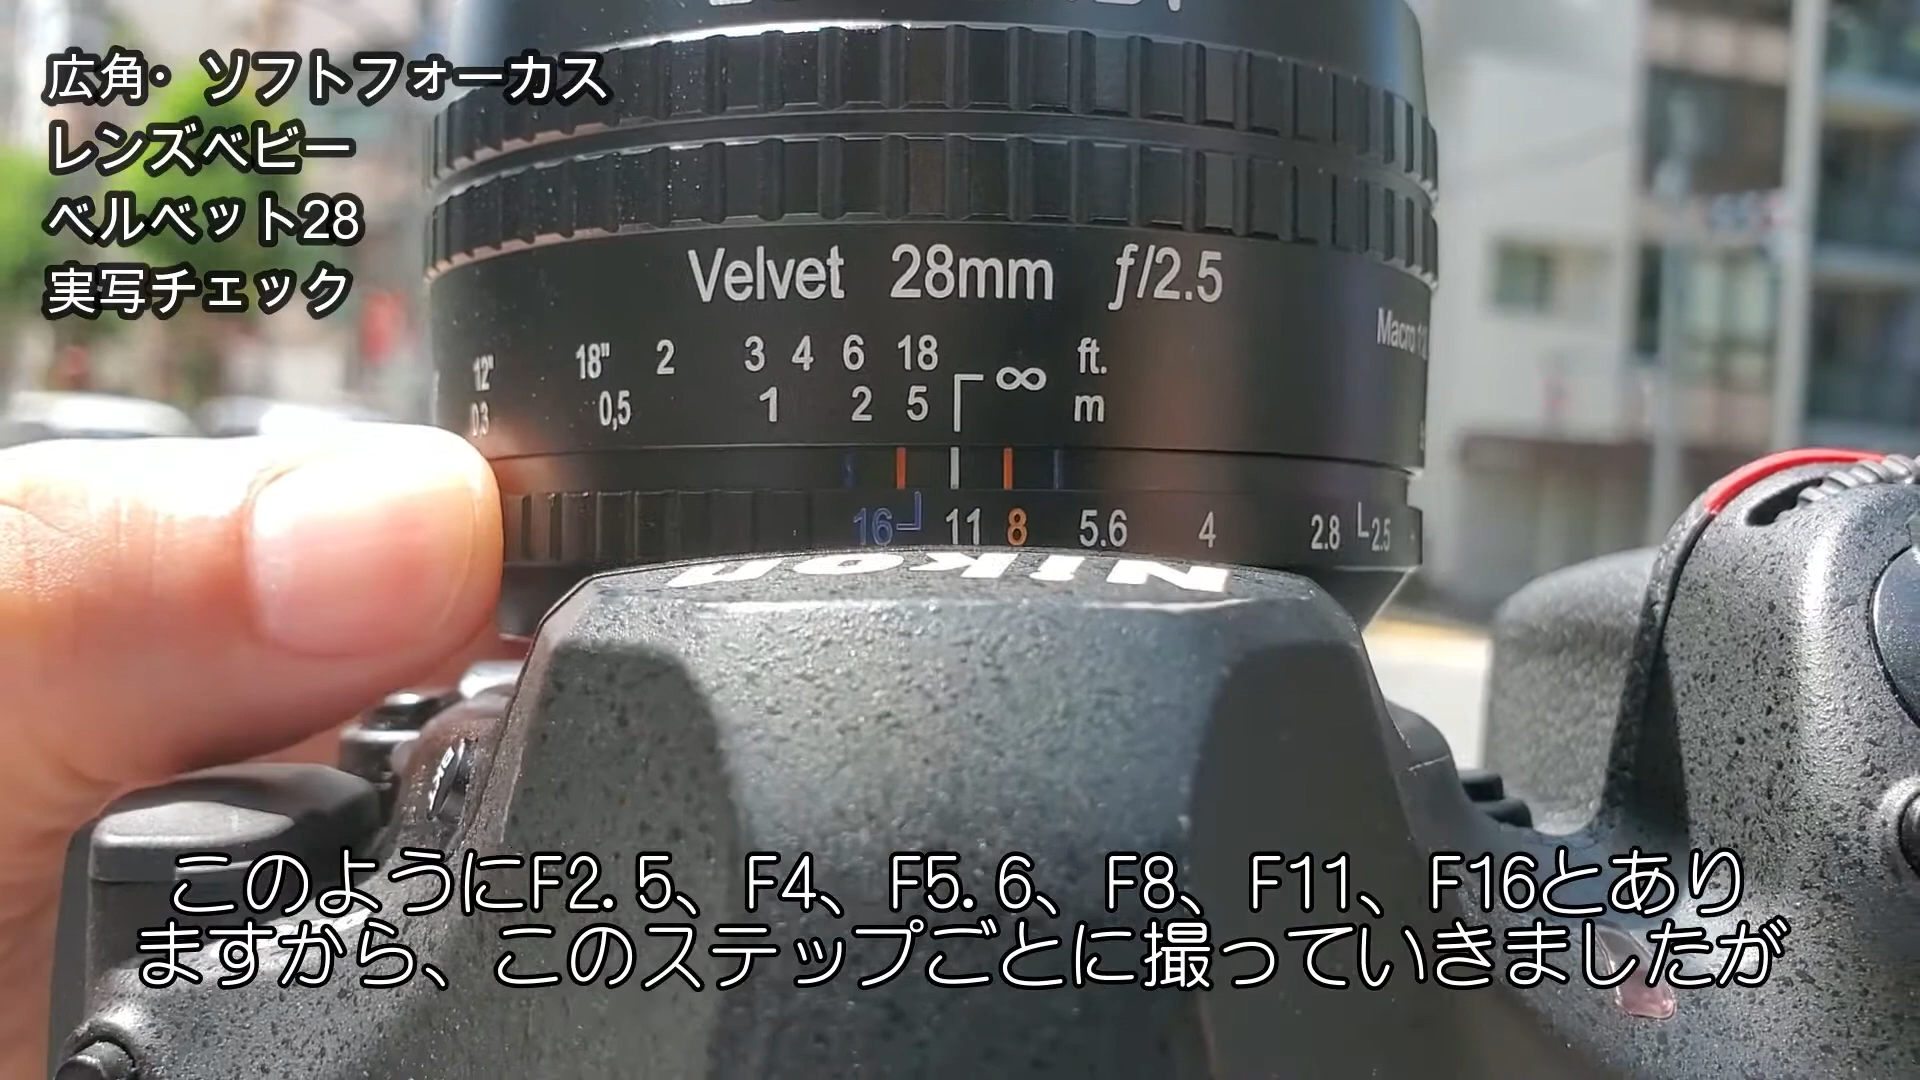 広角・ソフトフォーカス
レンズベビー
ベルベット28
実写チェック
Velvet 28mm f/2.5
Macro
12" 18" 2 3 4 6 18 ∞ ft.
0,3 0,5 1 2 5 m
16 11 8 5.6 4 2.8 2.5
Nikon
このようにF2.5、F4、F5.6、F8、F11、F16とあり
ますから、このステップごとに撮っていきましたが